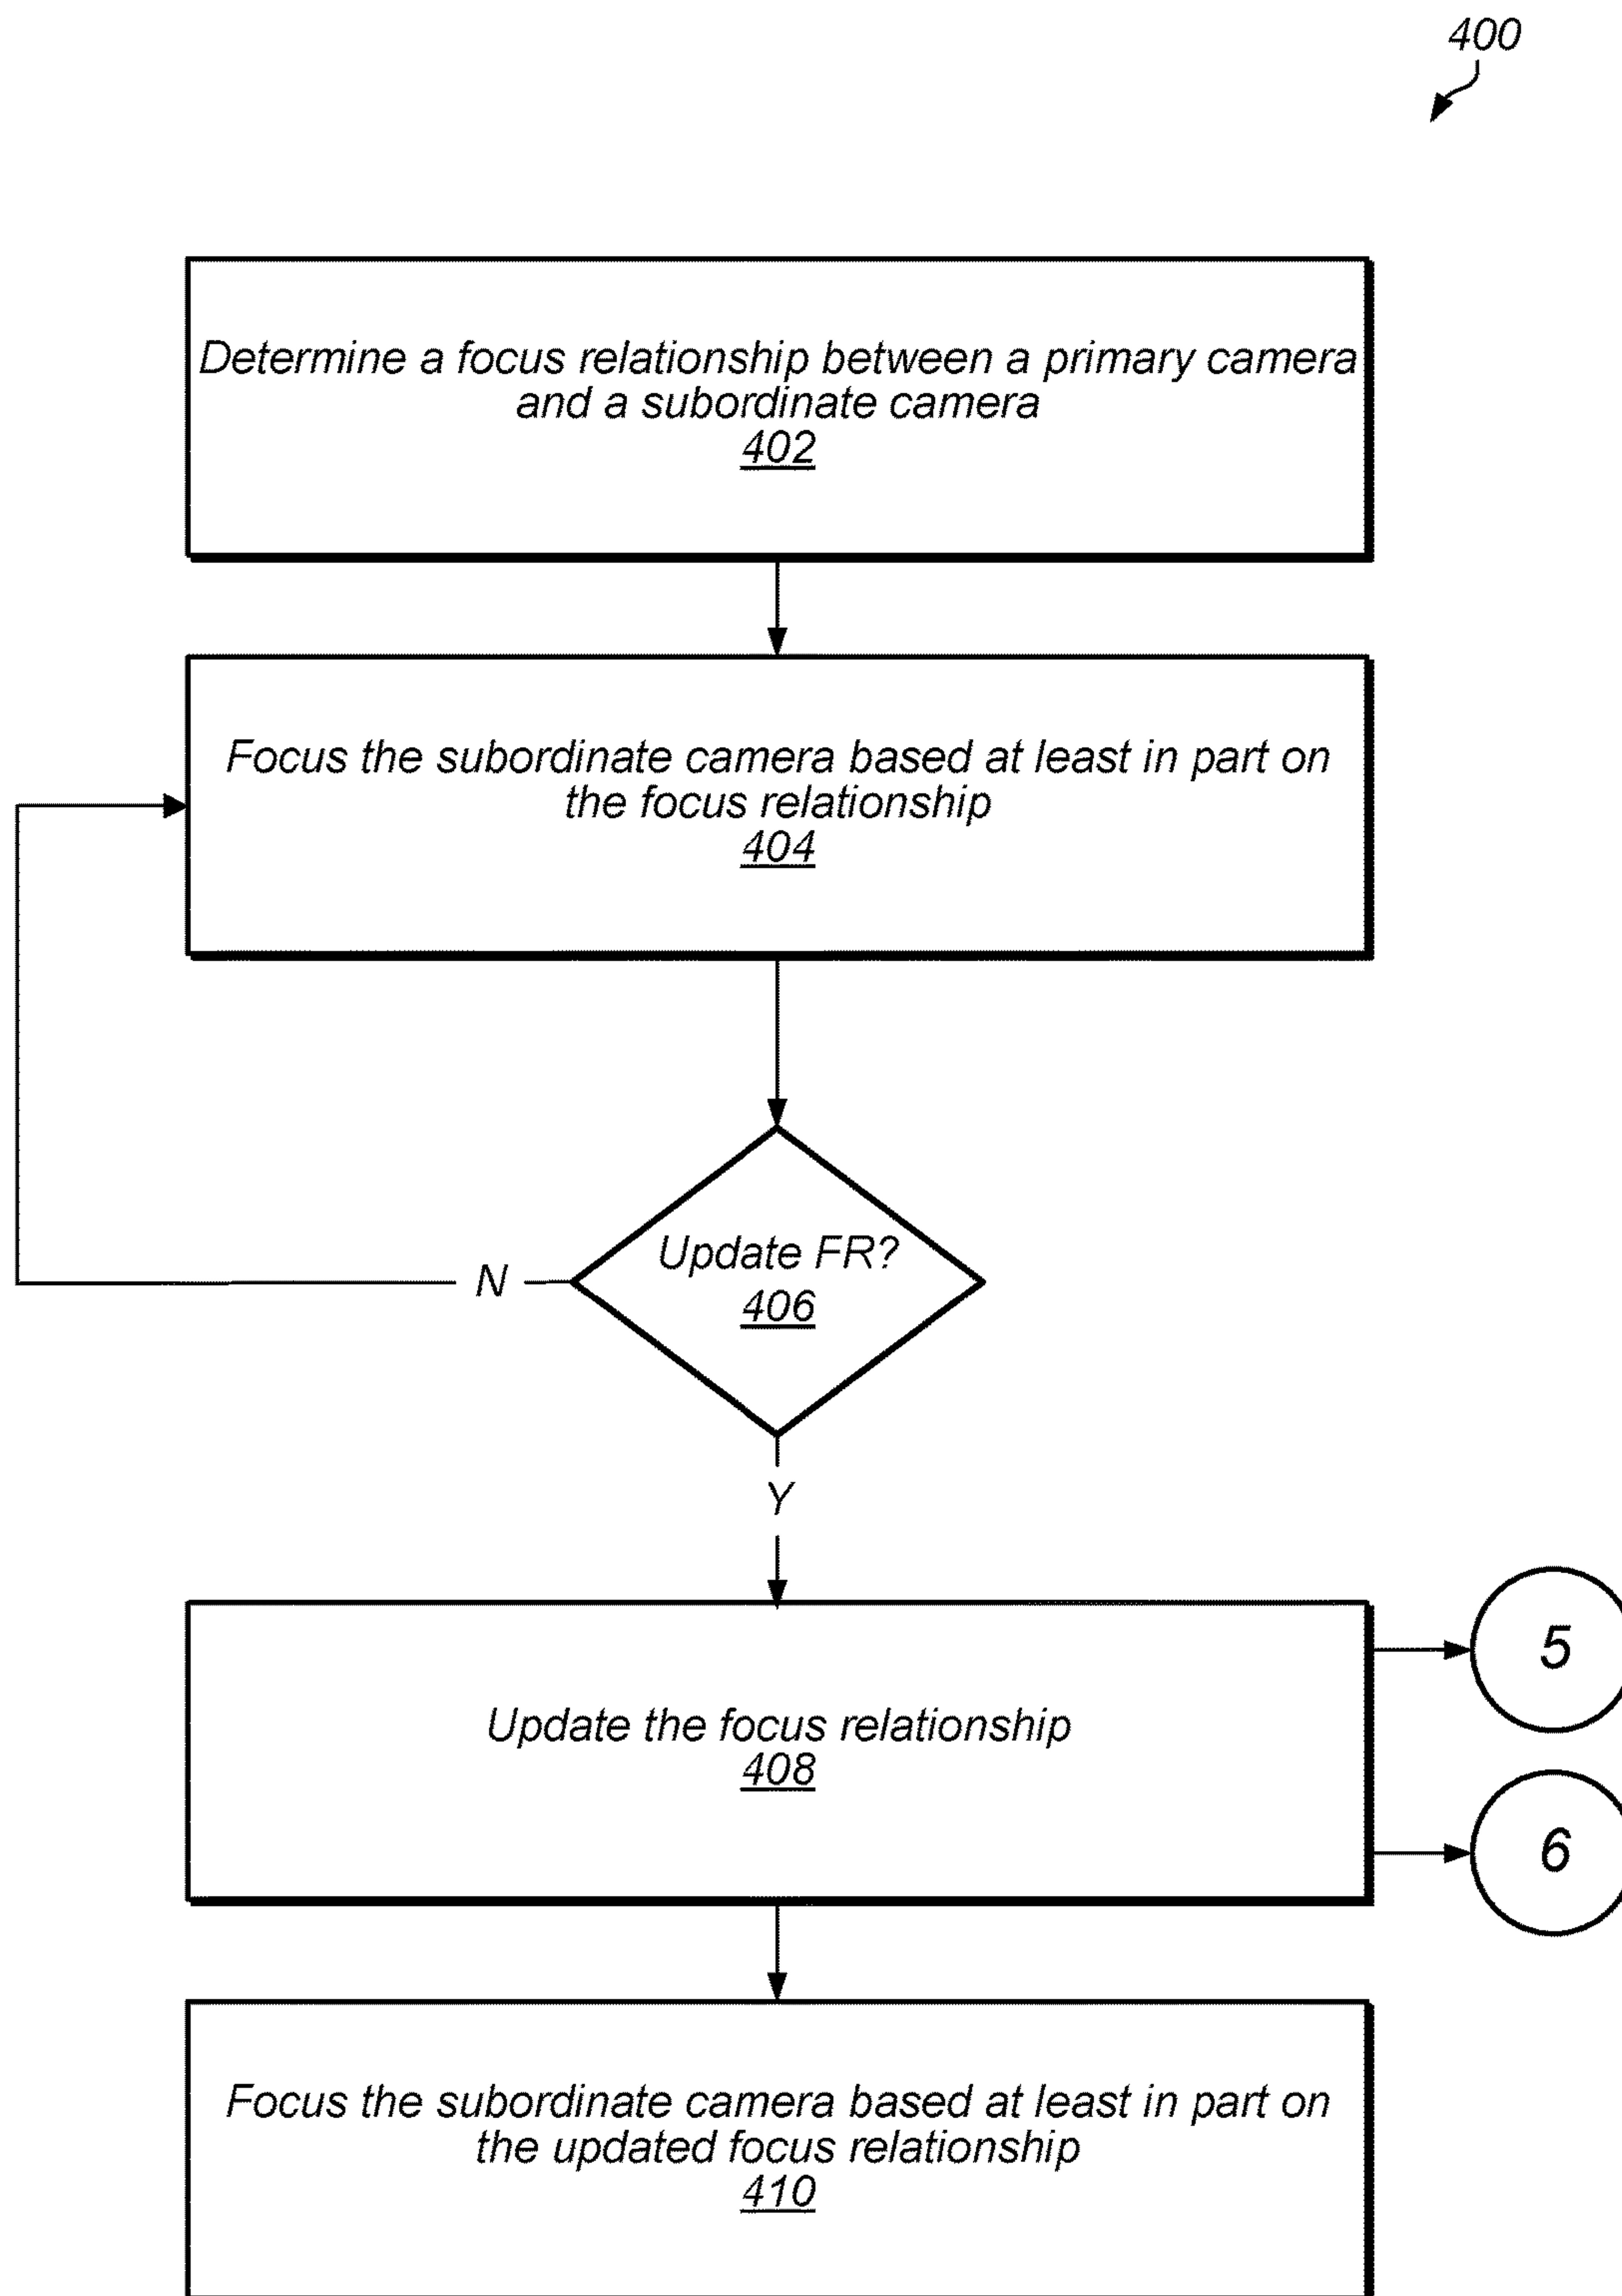 400
Determine a focus relationship between a primary camera
and a subordinate camera
402
Focus the subordinate camera based at least in part on
the focus relationship
404
Update FR?
406
N
Y
5
Update the focus relationship
408
6
Focus the subordinate camera based at least in part on
the updated focus relationship
410